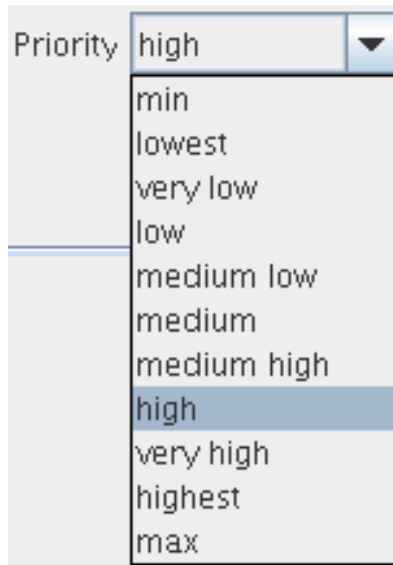 Priority high
min
lowest
very low
low
medium low
medium
medium high
high
very high
highest
max